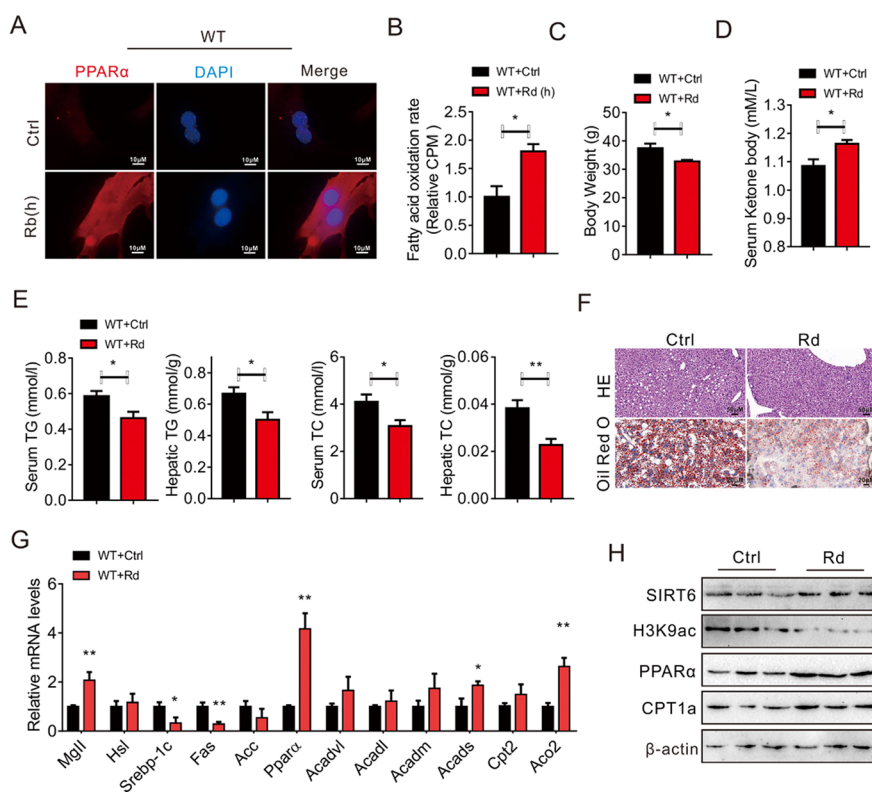 A
WT
PPARα
DAPI
Merge
Ctrl
10μM
10μM
10μM
Rb(h)
10μM
10μM
10μM
B
WT+Ctrl
WT+Rd (h)
Fatty acid oxidation rate
(Relative CPM)
2.5
2.0
1.5
1.0
0.5
0.0
*
C
WT+Ctrl
WT+Rd
Body Weight (g)
60
50
40
30
20
10
0
*
D
WT+Ctrl
WT+Rd
Serum Ketone body (mM/L)
1.3
1.2
1.1
1.0
0.9
0.8
*
E
WT+Ctrl
WT+Rd
Serum TG (mmol/l)
0.8
0.6
0.4
0.2
0.0
*
Hepatic TG (mmol/g)
1.0
0.8
0.6
0.4
0.2
0.0
*
Serum TC (mmol/l)
6
4
2
0
*
Hepatic TC (mmol/g)
0.06
0.04
0.02
0.00
**
F
Ctrl
Rd
HE
Oil Red O
G
WT+Ctrl
WT+Rd
Relative mRNA levels
6
4
2
0
**
*
**
**
*
**
Mgll
Hsl
Srebp-1c
Fas
Acc
Pparα
Acadvl
Acadl
Acadm
Acads
Cpt2
Aco2
H
Ctrl
Rd
SIRT6
H3K9ac
PPARα
CPT1a
β-actin